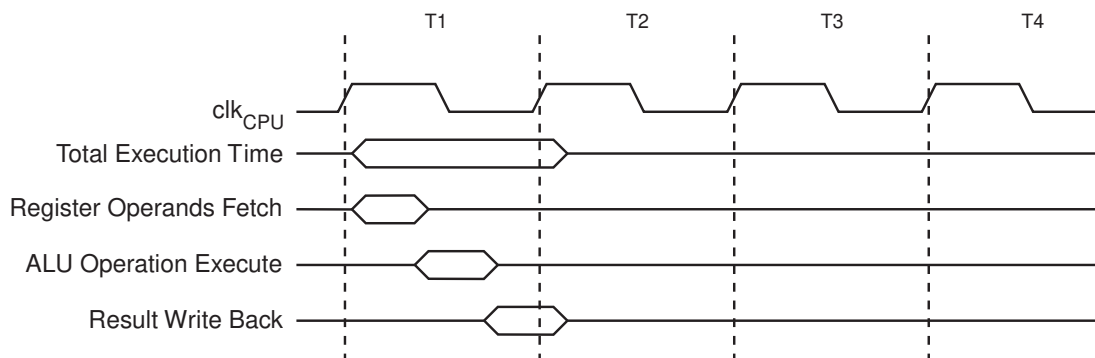 T1 T2 T3 T4
clkCPU
Total Execution Time
Register Operands Fetch
ALU Operation Execute
Result Write Back